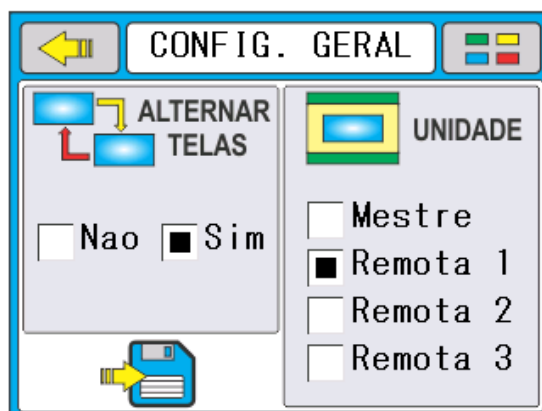 CONFIG. GERAL
ALTERNAR
TELAS
Nao Sim
UNIDADE
Mestre
Remota 1
Remota 2
Remota 3